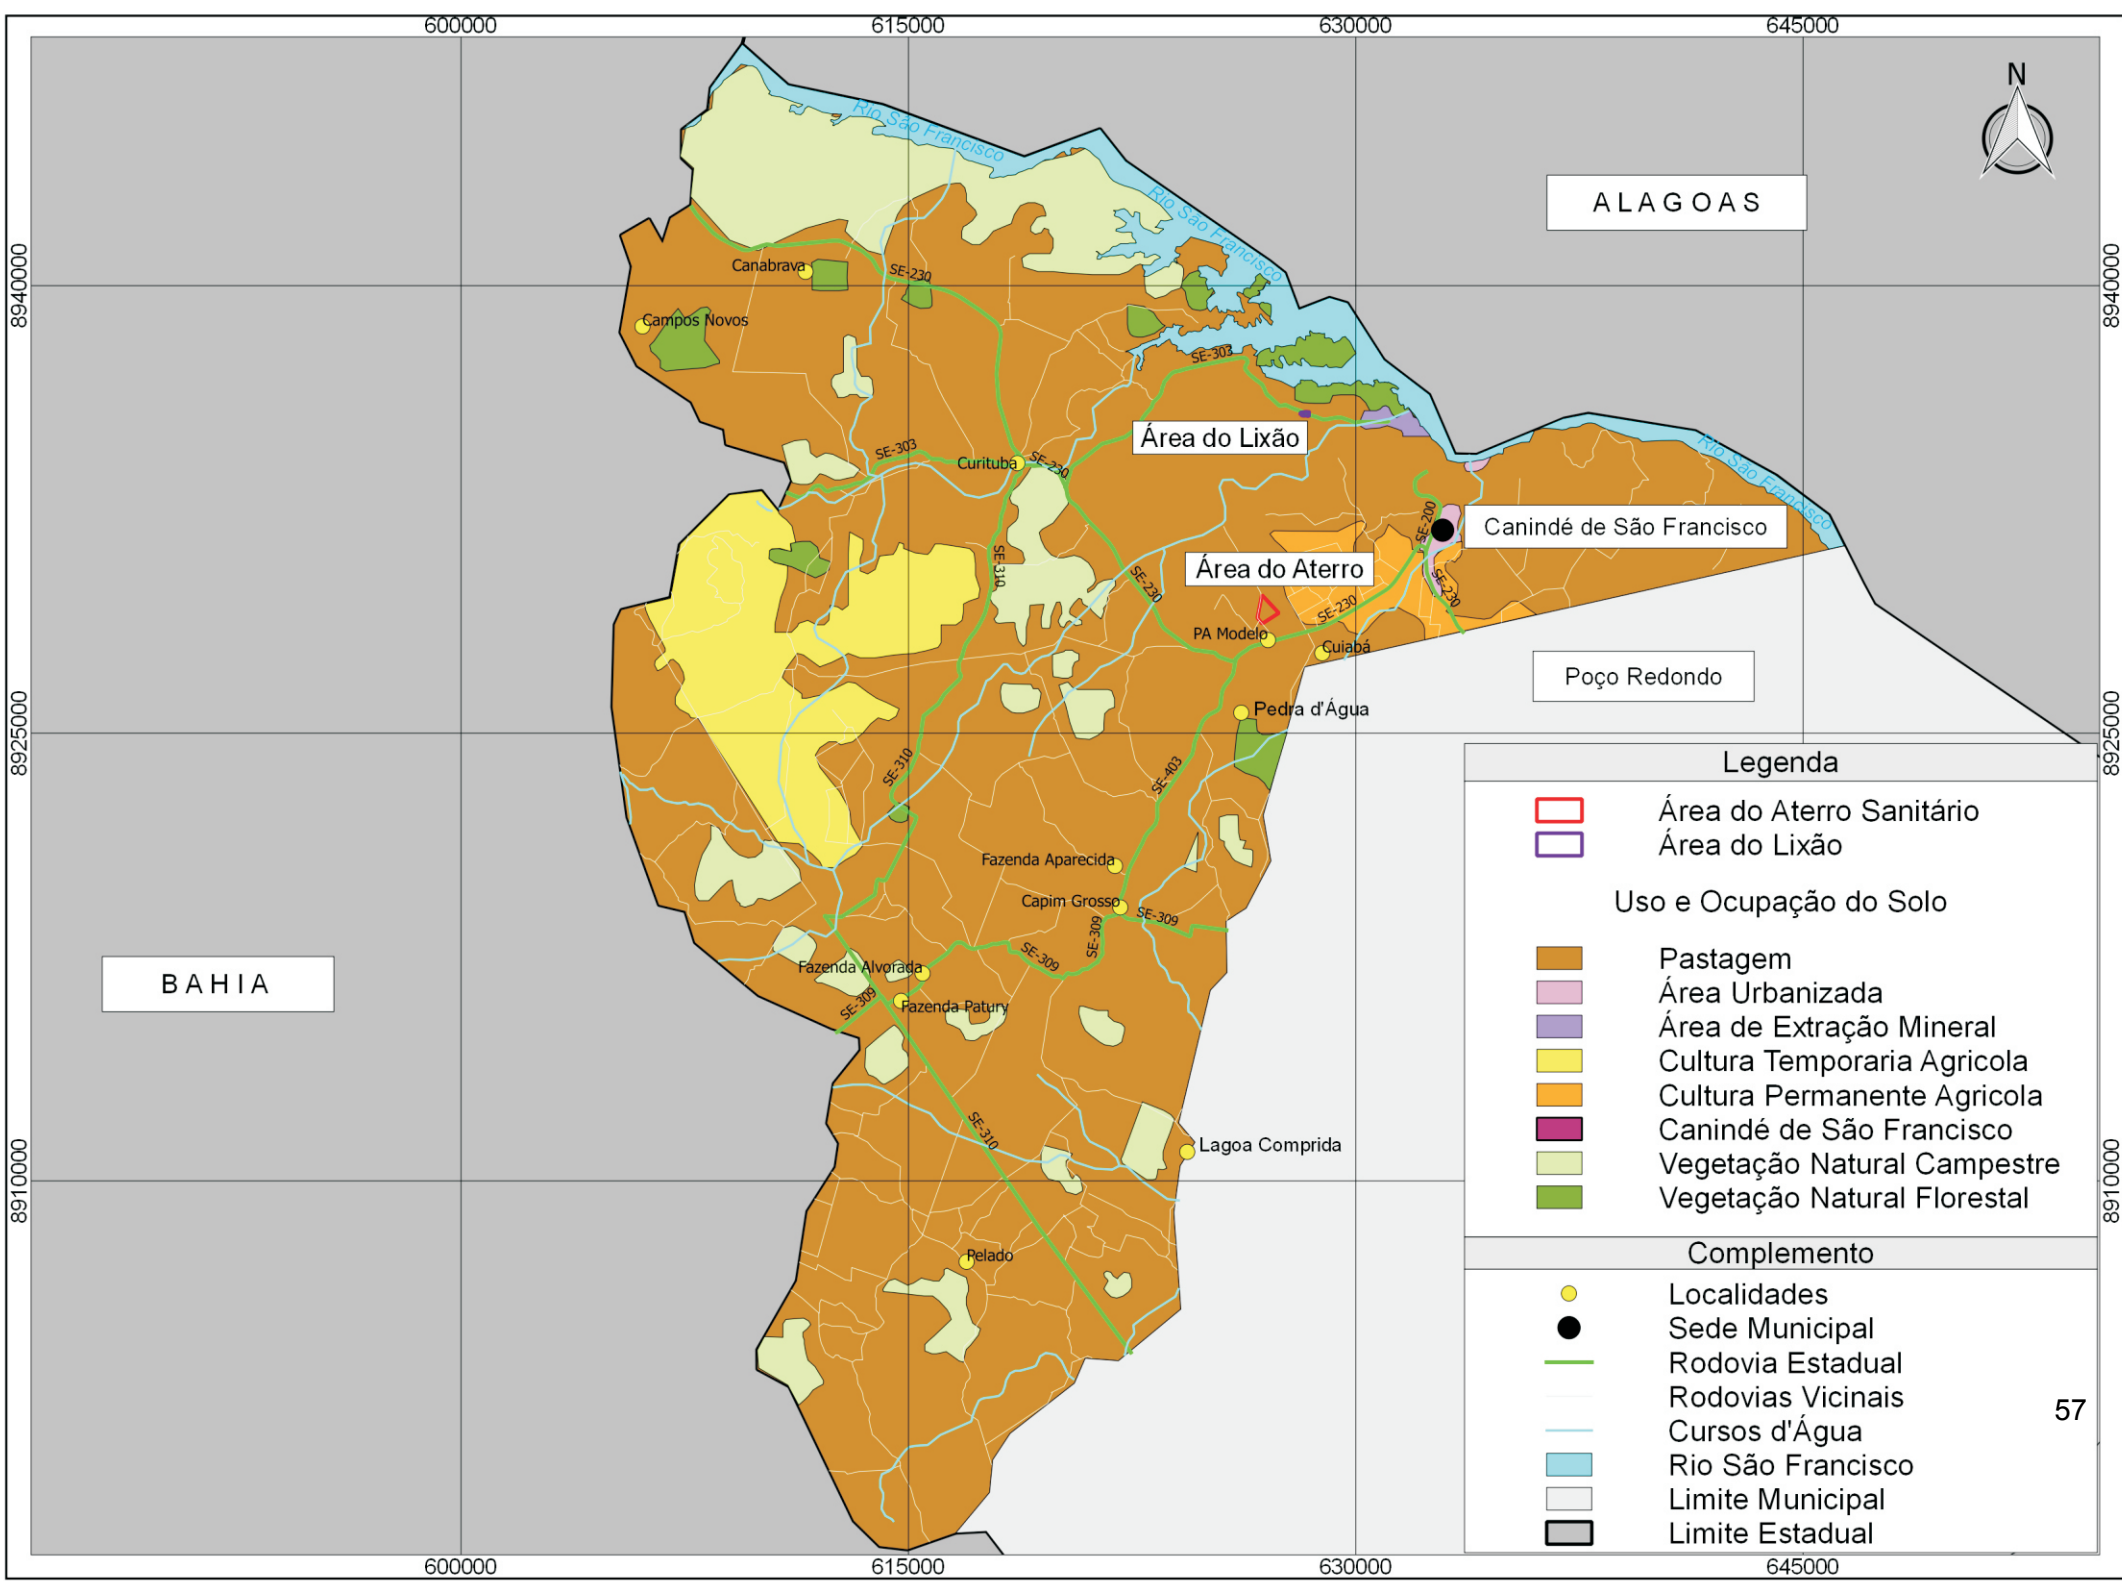 600000
615000
630000
645000
N
Rio São Francisco
ALAGOAS
Rio São Francisco
8940000
8940000
Canabrava
SE-230
Campos Novos
SE-303
Área do Lixão
SE-303
Curituba
SE-230
Rio São Francisco
SE-200
Canindé de São Francisco
SE-310
Área do Aterro
SE-230
SE-230
SE-230
PA Modelo
Cuiabá
Poço Redondo
Pedra d'Água
8925000
8925000
SE-310
SE-403
Fazenda Aparecida
Capim Grosso
SE-309
SE-309
SE-309
Fazenda Alvorada
BAHIA
SE-309
Fazenda Patury
SE-310
Lagoa Comprida
8910000
8910000
Pelado
Legenda
Área do Aterro Sanitário
Área do Lixão
Uso e Ocupação do Solo
Pastagem
Área Urbanizada
Área de Extração Mineral
Cultura Temporaria Agricola
Cultura Permanente Agricola
Canindé de São Francisco
Vegetação Natural Campestre
Vegetação Natural Florestal
Complemento
Localidades
Sede Municipal
Rodovia Estadual
Rodovias Vicinais
57
Cursos d'Água
Rio São Francisco
Limite Municipal
Limite Estadual
600000
615000
630000
645000